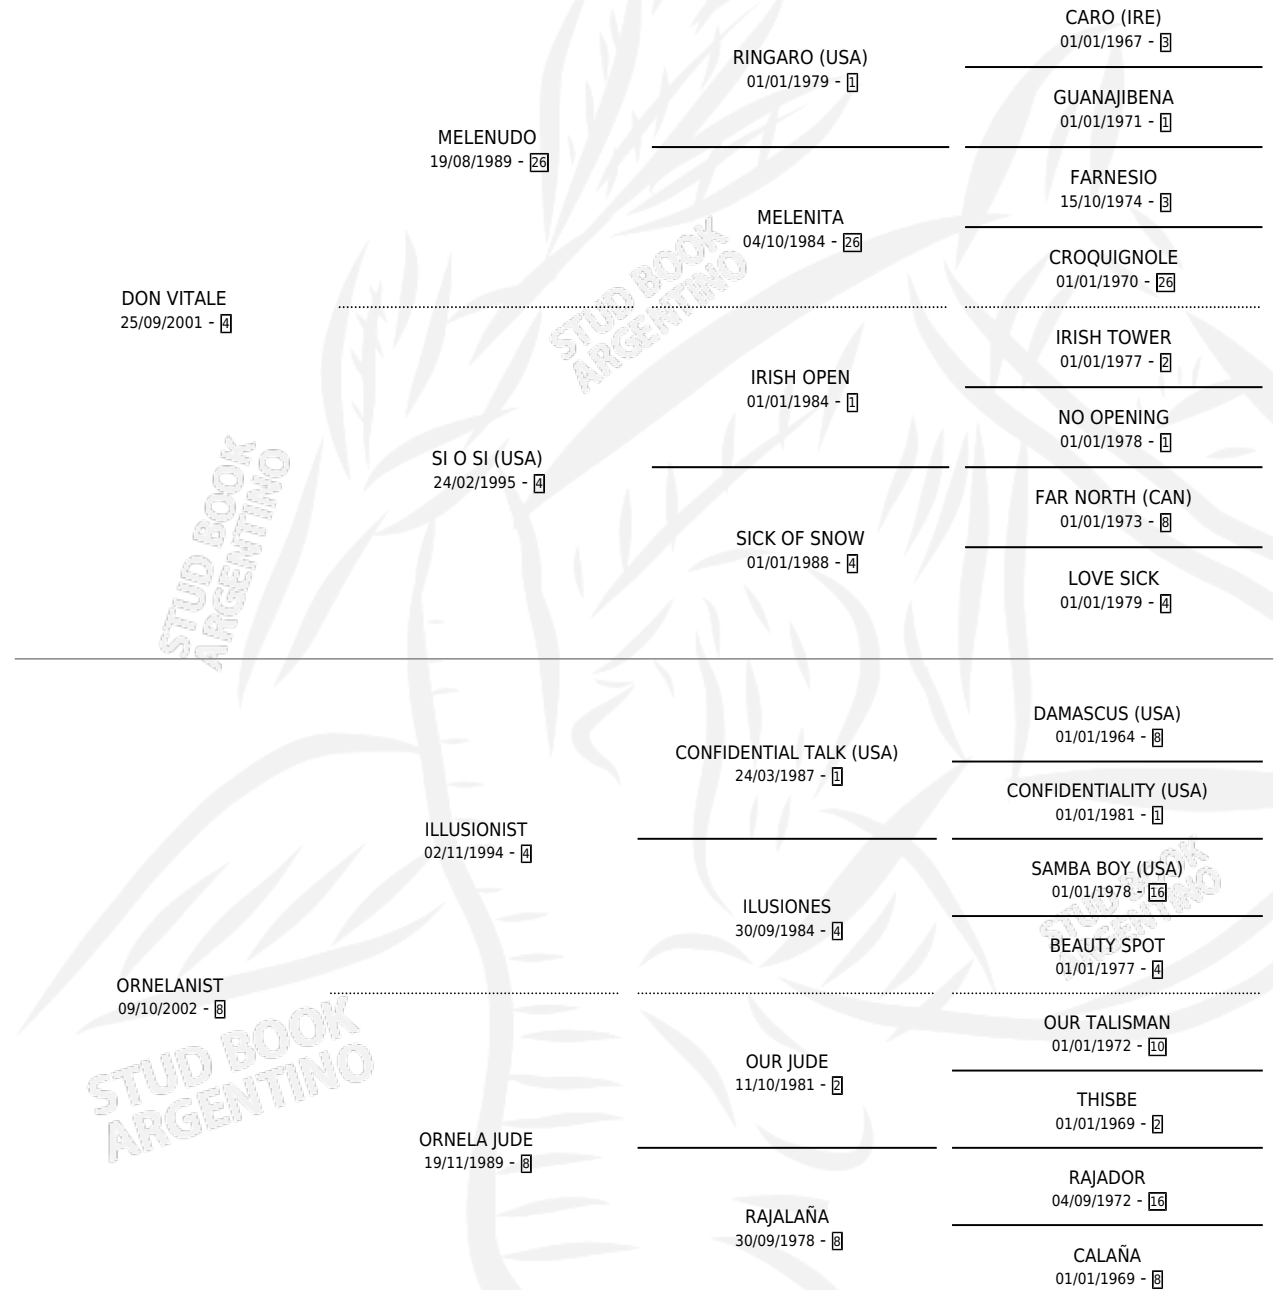 CARO (IRE)
01/01/1967 - 3
RINGARO (USA)
01/01/1979 - 1
GUANAJIBENA
01/01/1971 - 1
MELENUDO
19/08/1989 - 26
FARNESIO
15/10/1974 - 3
MELENITA
04/10/1984 - 26
CROQUIGNOLE
01/01/1970 - 26
DON VITALE
25/09/2001 - 4
STUD BOOK
ARGENTINO
IRISH TOWER
01/01/1977 - 2
IRISH OPEN
01/01/1984 - 1
NO OPENING
01/01/1978 - 1
SI O SI (USA)
24/02/1995 - 4
FAR NORTH (CAN)
01/01/1973 - 8
SICK OF SNOW
01/01/1988 - 4
LOVE SICK
01/01/1979 - 4
STUD BOOK
ARGENTINO
DAMASCUS (USA)
01/01/1964 - 8
CONFIDENTIAL TALK (USA)
24/03/1987 - 1
CONFIDENTIALITY (USA)
01/01/1981 - 1
ILLUSIONIST
02/11/1994 - 4
SAMBA BOY (USA)
01/01/1978 - 16
ILUSIONES
30/09/1984 - 4
STUD BOOK
ARGENTINO
BEAUTY SPOT
01/01/1977 - 4
ORNELANIST
09/10/2002 - 8
STUD BOOK
ARGENTINO
OUR TALISMAN
01/01/1972 - 10
OUR JUDE
11/10/1981 - 2
THISBE
01/01/1969 - 2
ORNELA JUDE
19/11/1989 - 8
RAJADOR
04/09/1972 - 16
RAJALAÑA
30/09/1978 - 8
CALAÑA
01/01/1969 - 8